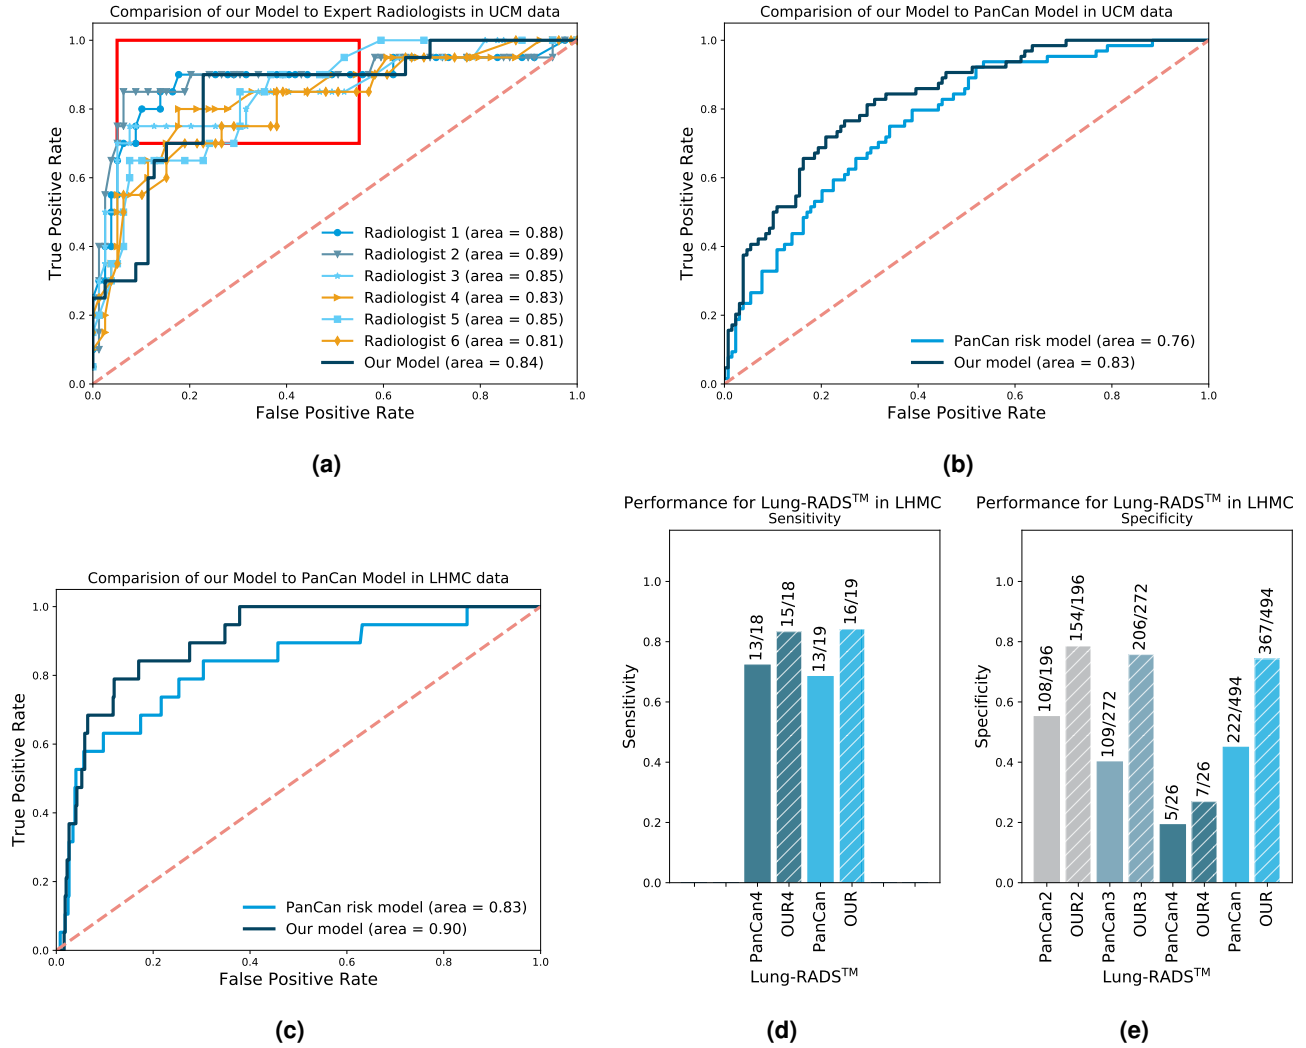 Comparision of our Model to Expert Radiologists in UCM data
1.0
0.8
0.6
0.4
0.2
0.0
True Positive Rate
Radiologist 1 (area = 0.88)
Radiologist 2 (area = 0.89)
Radiologist 3 (area = 0.85)
Radiologist 4 (area = 0.83)
Radiologist 5 (area = 0.85)
Radiologist 6 (area = 0.81)
Our Model (area = 0.84)
0.0 0.2 0.4 0.6 0.8 1.0
False Positive Rate
(a)
Comparision of our Model to PanCan Model in UCM data
1.0
0.8
0.6
0.4
0.2
0.0
True Positive Rate
PanCan risk model (area = 0.76)
Our model (area = 0.83)
0.0 0.2 0.4 0.6 0.8 1.0
False Positive Rate
(b)
Comparision of our Model to PanCan Model in LHMC data
1.0
0.8
0.6
0.4
0.2
0.0
True Positive Rate
PanCan risk model (area = 0.83)
Our model (area = 0.90)
0.0 0.2 0.4 0.6 0.8 1.0
False Positive Rate
(c)
Performance for Lung-RADS™ in LHMC
Sensitivity
1.0
0.8
0.6
0.4
0.2
0.0
Sensitivity
13/18
15/18
13/19
16/19
PanCan4
OUR4
PanCan
OUR
Lung-RADS™
(d)
Performance for Lung-RADS™ in LHMC
Specificity
1.0
0.8
0.6
0.4
0.2
0.0
Specificity
108/196
154/196
109/272
206/272
5/26
7/26
222/494
367/494
PanCan2
OUR2
PanCan3
OUR3
PanCan4
OUR4
PanCan
OUR
Lung-RADS™
(e)